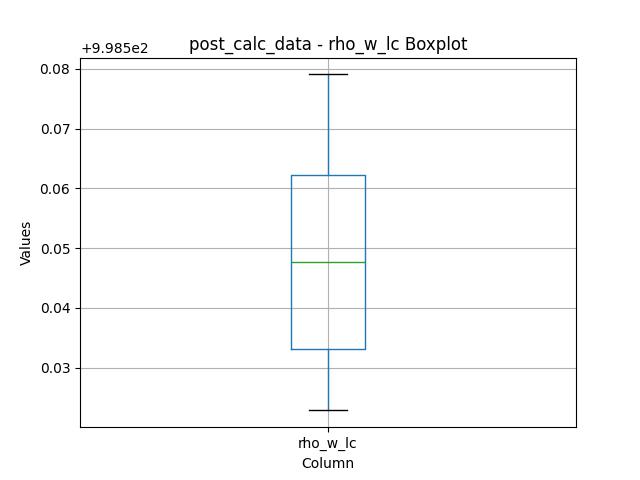 post_calc_data - rho_w_lc Boxplot
+9.985e2
0.08
0.07
0.06
0.05
0.04
0.03
Values
rho_w_lc
Column